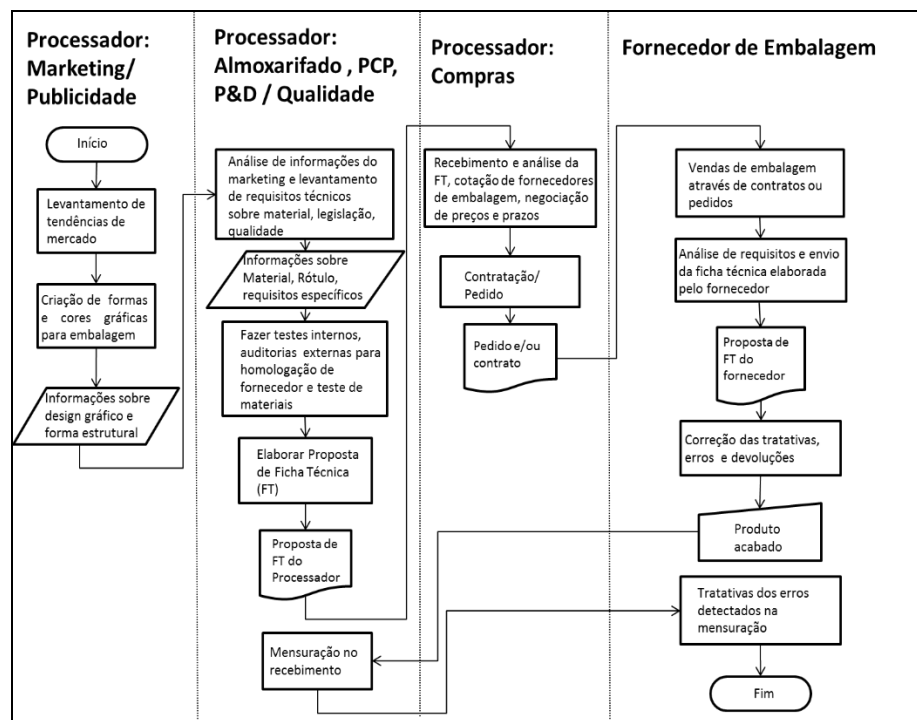 Processador:
Marketing/
Publicidade
Início
Levantamento de
tendências de
mercado
Criação de formas
e cores gráficas
para embalagem
Informações sobre
design gráfico e
forma estrutural
Processador:
Almoxarifado , PCP,
P&D / Qualidade
Análise de informações do
marketing e levantamento
de requisitos técnicos
sobre material, legislação,
qualidade
Informações sobre
Material, Rótulo,
requisitos específicos
Fazer testes internos,
auditorias externas para
homologação de
fornecedor e teste de
materiais
Elaborar Proposta
de Ficha Técnica
(FT)
Proposta de
FT do
Processador
Mensuração no
recebimento
Processador:
Compras
Recebimento e análise da
FT, cotação de fornecedores
de embalagem, negociação
de preços e prazos
Contratação/
Pedido
Pedido e/ou
contrato
Fornecedor de Embalagem
Vendas de embalagem
através de contratos ou
pedidos
Análise de requisitos e envio
da ficha técnica elaborada
pelo fornecedor
Proposta de
FT do
fornecedor
Correção das tratativas,
erros e devoluções
Produto
acabado
Tratativas dos erros
detectados na
mensuração
Fim